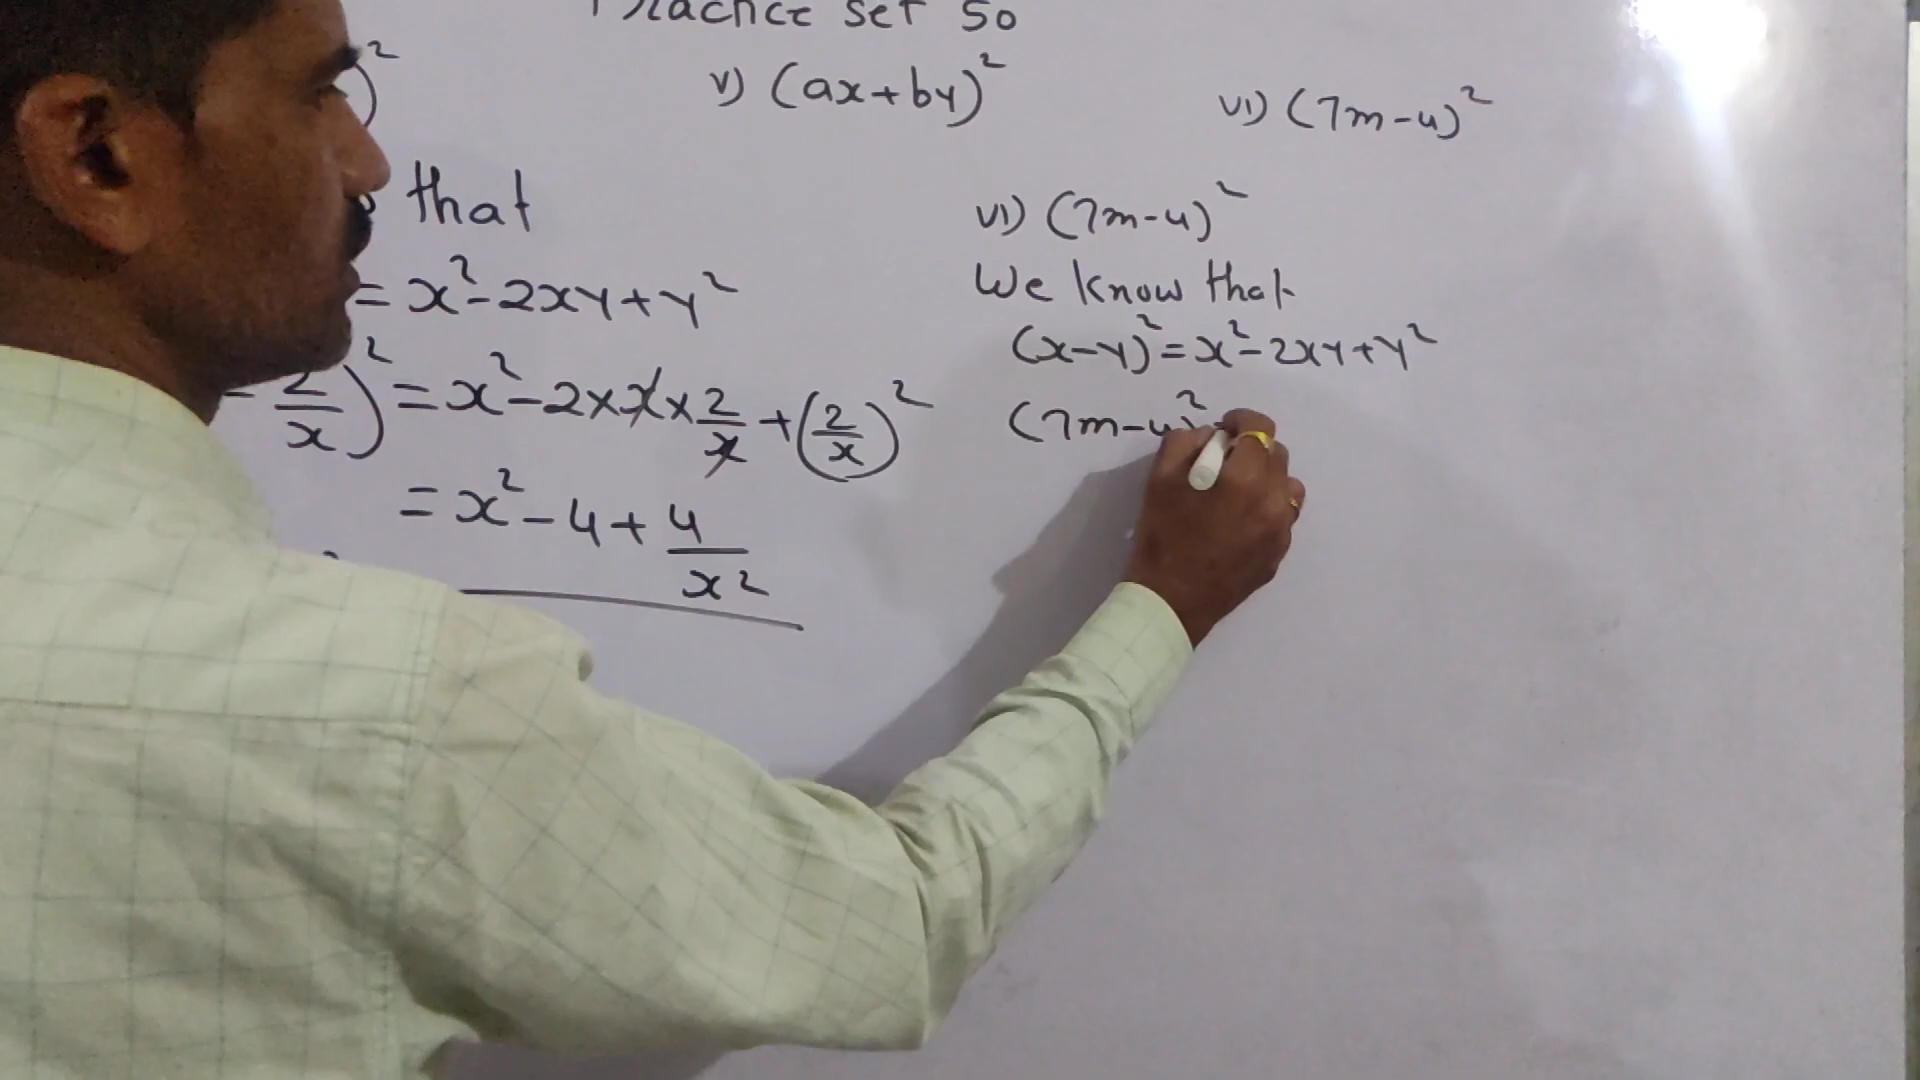 Practice set 50
)²
v) (ax+by)²
vi) (7m-4)²
that
= x²-2xy+y²
- 2/x)² = x²-2×x×2/x+(2/x)²
= x²-4+4/x²
vi) (7m-4)²
We know that
(x-y)²=x²-2xy+y²
(7m-4)²=